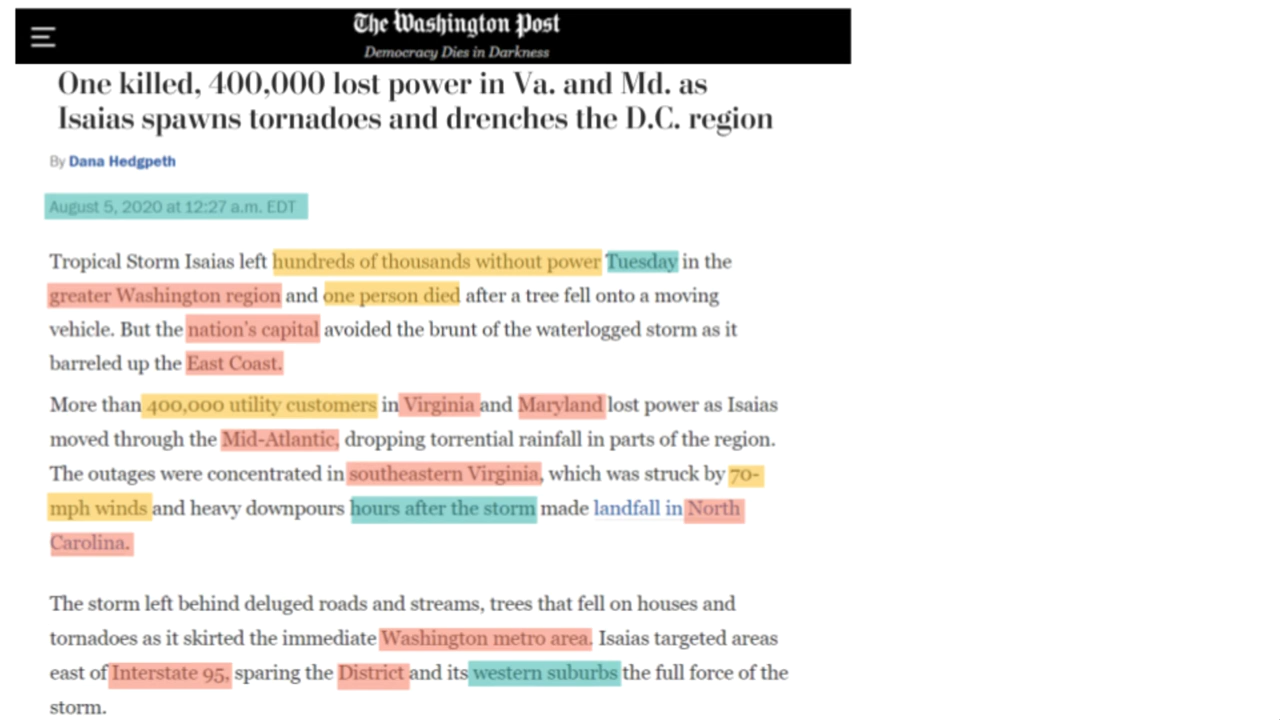 The Washington Post
Democracy Dies in Darkness
One killed, 400,000 lost power in Va. and Md. as
Isaias spawns tornadoes and drenches the D.C. region
By Dana Hedgpeth
August 5, 2020 at 12:27 a.m. EDT
Tropical Storm Isaias left hundreds of thousands without power Tuesday in the
greater Washington region and one person died after a tree fell onto a moving
vehicle. But the nation's capital avoided the brunt of the waterlogged storm as it
barreled up the East Coast.
More than 400,000 utility customers in Virginia and Maryland lost power as Isaias
moved through the Mid-Atlantic, dropping torrential rainfall in parts of the region.
The outages were concentrated in southeastern Virginia, which was struck by 70-
mph winds and heavy downpours hours after the storm made landfall in North
Carolina.
The storm left behind deluged roads and streams, trees that fell on houses and
tornadoes as it skirted the immediate Washington metro area. Isaias targeted areas
east of Interstate 95, sparing the District and its western suburbs the full force of the
storm.